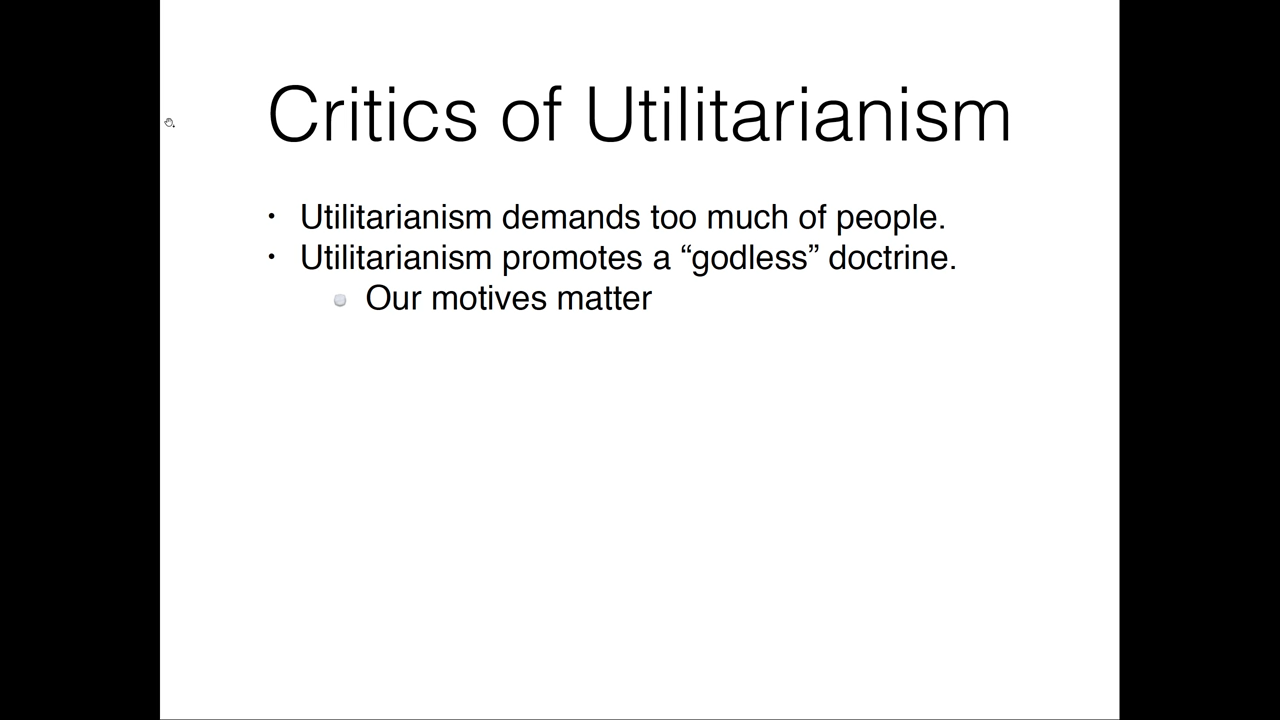 Critics of Utilitarianism
• Utilitarianism demands too much of people.
• Utilitarianism promotes a “godless” doctrine.
Our motives matter